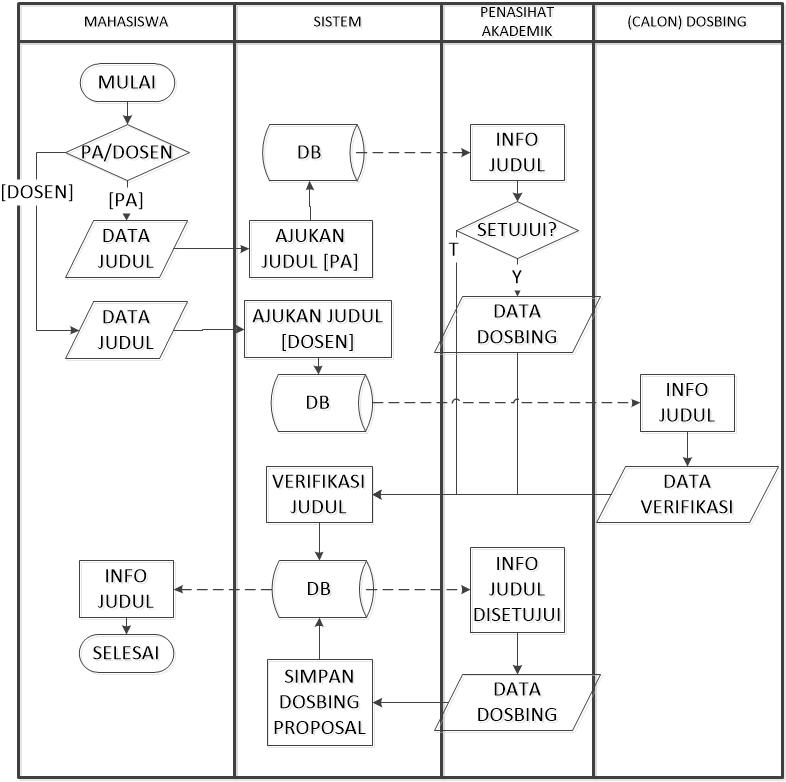 MAHASISWA
SISTEM
PENASIHAT
AKADEMIK
(CALON) DOSBING
MULAI
PA/DOSEN
[DOSEN]
[PA]
DATA
JUDUL
AJUKAN
JUDUL [PA]
DB
INFO
JUDUL
SETUJUI?
T
Y
DATA
DOSBING
DATA
JUDUL
AJUKAN JUDUL
[DOSEN]
DB
INFO
JUDUL
DATA
VERIFIKASI
VERIFIKASI
JUDUL
DB
INFO
JUDUL
SELESAI
INFO
JUDUL
DISETUJUI
DATA
DOSBING
SIMPAN
DOSBING
PROPOSAL